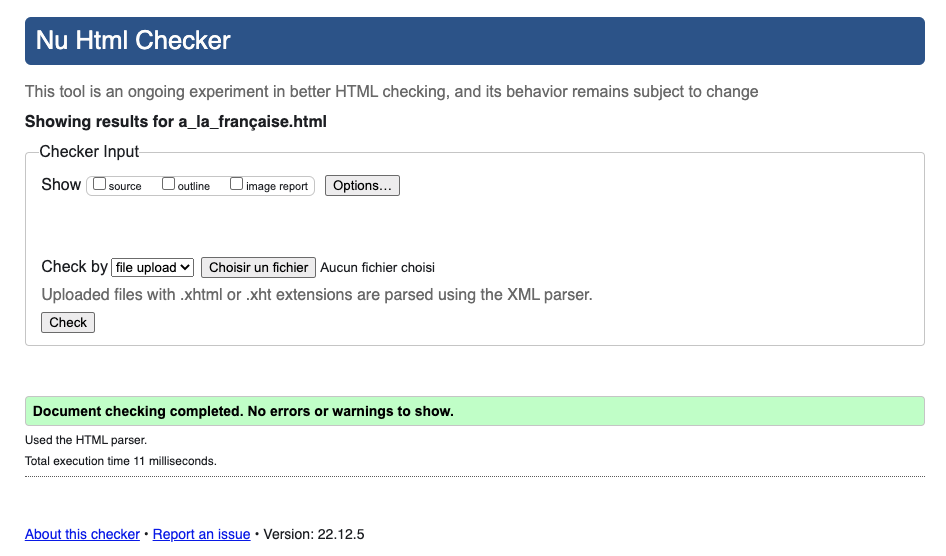 Nu Html Checker
This tool is an ongoing experiment in better HTML checking, and its behavior remains subject to change
Showing results for a_la_française.html
Checker Input
Show source outline image report Options…
Check by file upload Choisir un fichier Aucun fichier choisi
Uploaded files with .xhtml or .xht extensions are parsed using the XML parser.
Check
Document checking completed. No errors or warnings to show.
Used the HTML parser.
Total execution time 11 milliseconds.
About this checker • Report an issue • Version: 22.12.5